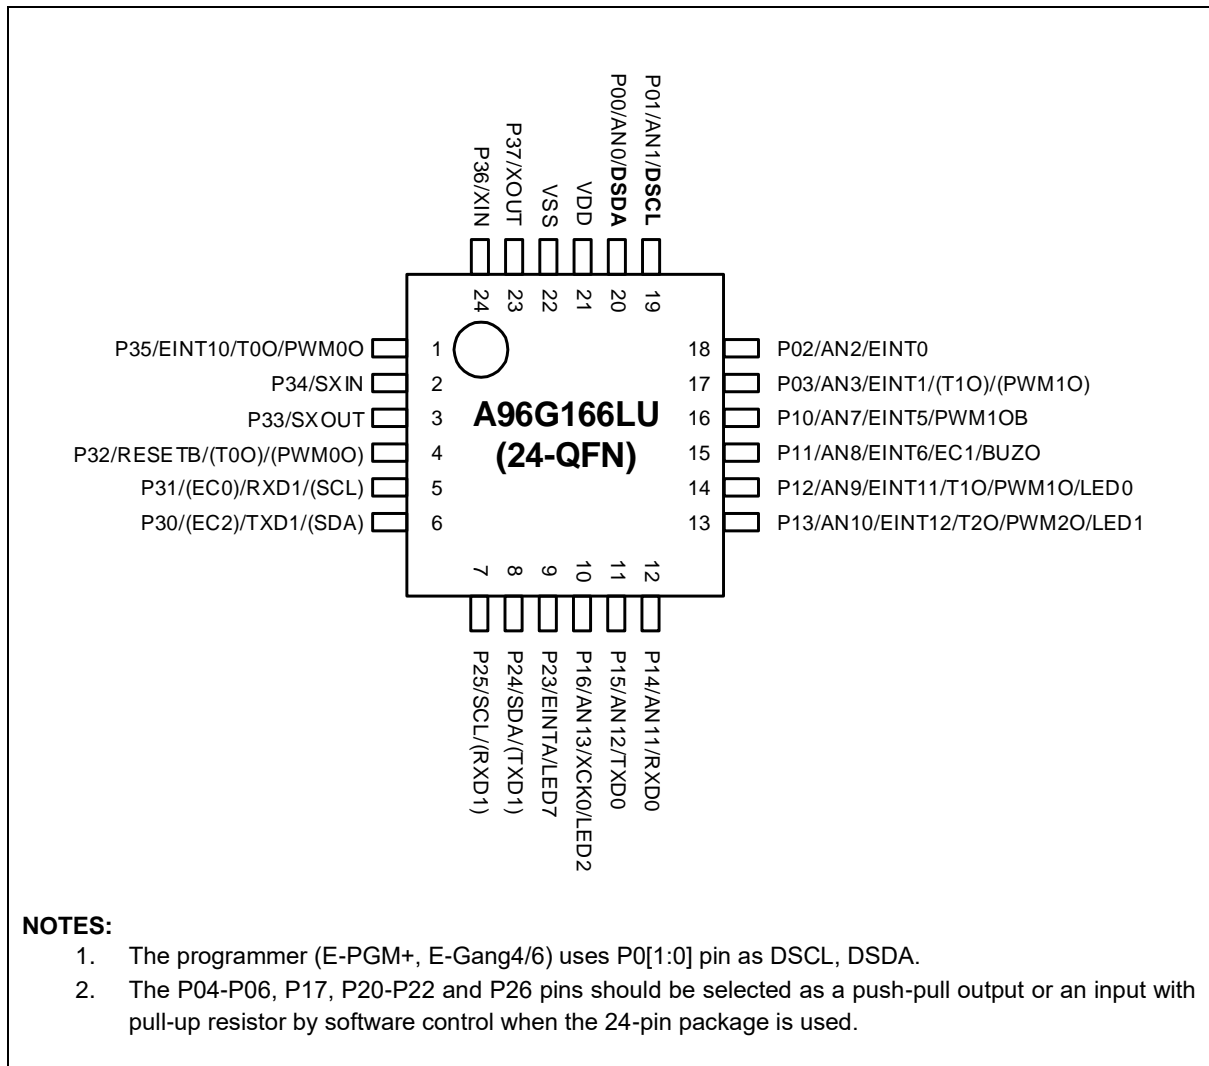 P36/XIN
P37/XOUT
VSS
VDD
P00/AN0/DSDA
P01/AN1/DSCL
24
23
22
21
20
19
P35/EINT10/T0O/PWM0O
1
P34/SXIN
2
P33/SXOUT
3
P32/RESETB/(T0O)/(PWM0O)
4
P31/(EC0)/RXD1/(SCL)
5
P30/(EC2)/TXD1/(SDA)
6
A96G166LU
(24-QFN)
18
P02/AN2/EINT0
17
P03/AN3/EINT1/(T1O)/(PWM1O)
16
P10/AN7/EINT5/PWM1OB
15
P11/AN8/EINT6/EC1/BUZO
14
P12/AN9/EINT11/T1O/PWM1O/LED0
13
P13/AN10/EINT12/T2O/PWM2O/LED1
7
8
9
10
11
12
P25/SCL/(RXD1)
P24/SDA/(TXD1)
P23/EINTA/LED7
P16/AN13/XCK0/LED2
P15/AN12/TXD0
P14/AN11/RXD0
NOTES:
1. The programmer (E-PGM+, E-Gang4/6) uses P0[1:0] pin as DSCL, DSDA.
2. The P04-P06, P17, P20-P22 and P26 pins should be selected as a push-pull output or an input with
pull-up resistor by software control when the 24-pin package is used.